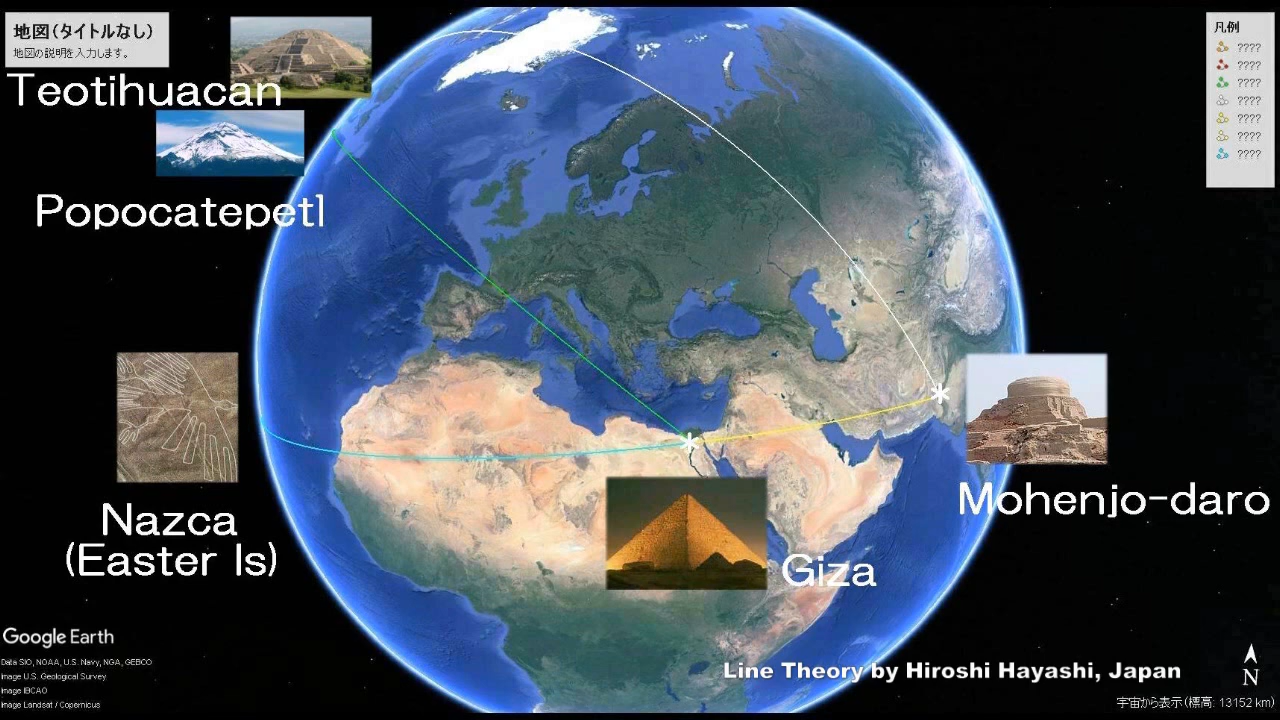 地図(タイトルなし)
地図の説明を入力します。
凡例
????
????
????
????
????
????
????
Teotihuacan
Popocatepetl
Nazca
(Easter Is)
Mohenjo-daro
Giza
Google Earth
Data SIO, NOAA, U.S. Navy, NGA, GEBCO
Image U.S. Geological Survey
Image IBCAO
Image Landsat / Copernicus
Line Theory by Hiroshi Hayashi, Japan
N
宇宙から表示(標高: 13152 km)